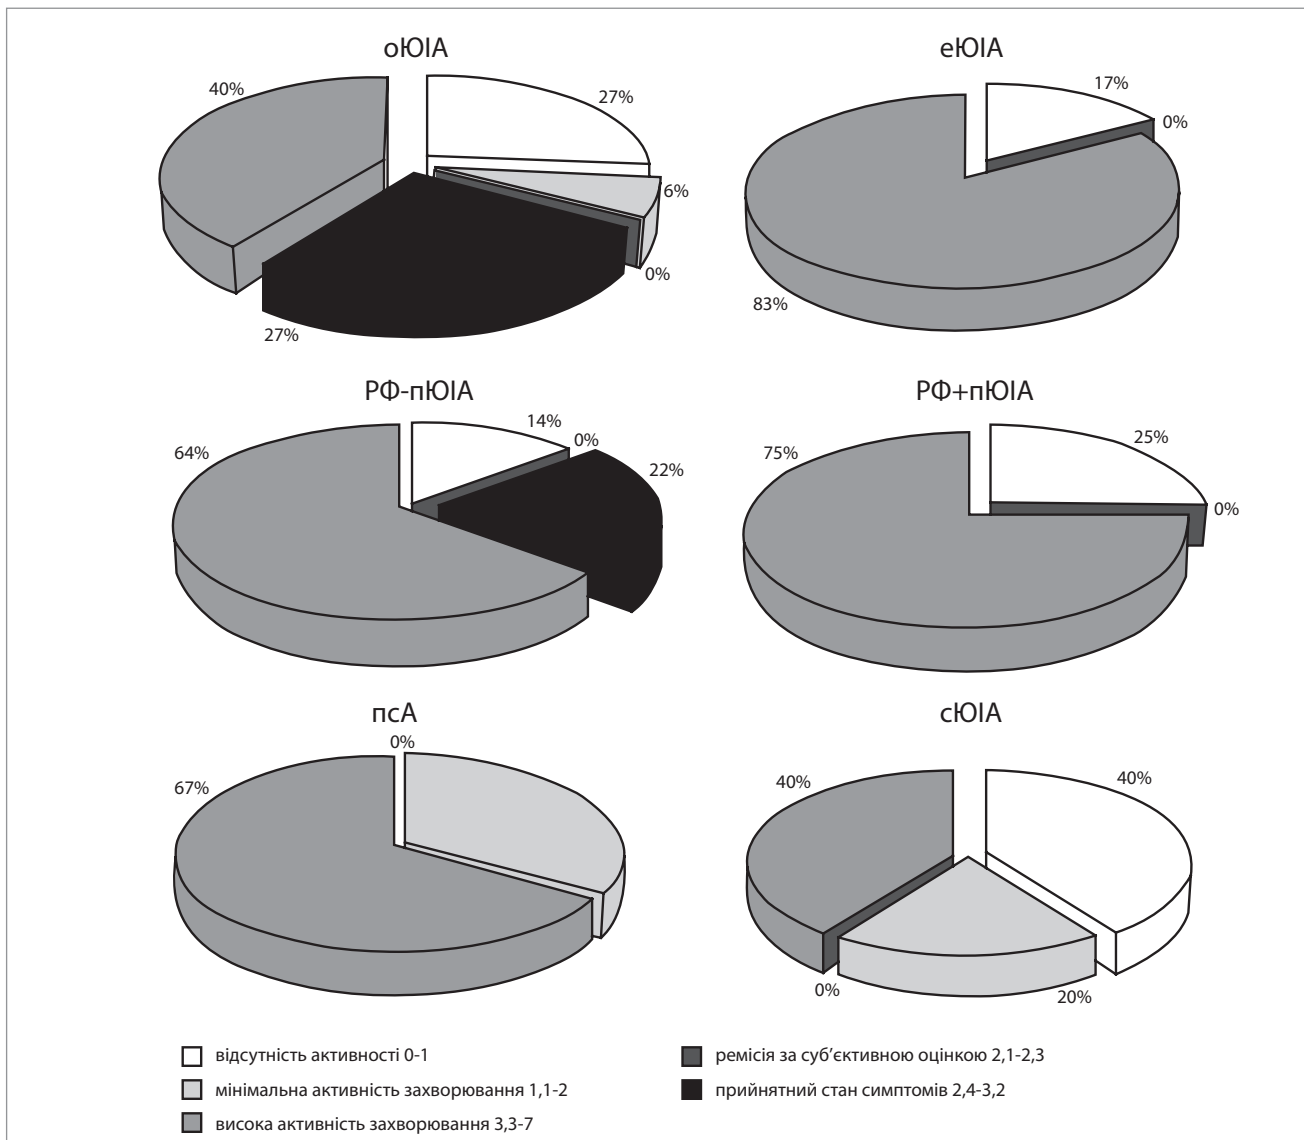 оЮІА
40%
27%
6%
0%
27%
еЮІА
17%
0%
83%
РФ-пЮІА
64%
14%
0%
22%
РФ+пЮІА
75%
25%
0%
псА
0%
67%
сЮІА
40%
40%
0%
20%
відсутність активності 0-1
мінімальна активність захворювання 1,1-2
висока активність захворювання 3,3-7
ремісія за суб’єктивною оцінкою 2,1-2,3
прийнятний стан симптомів 2,4-3,2